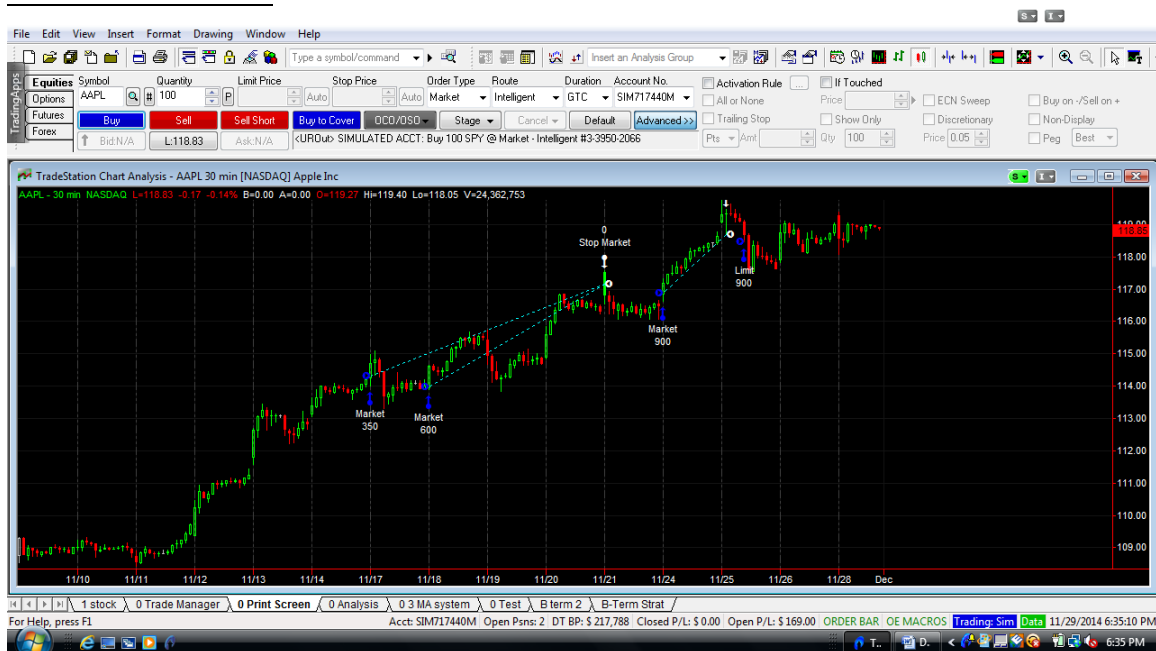 S I
File Edit View Insert Format Drawing Window Help
Type a symbol/command Insert an Analysis Group
TradingApps
Equities Symbol Quantity Limit Price Stop Price Order Type Route Duration Account No. Activation Rule ... If Touched
Options AAPL # 100 P Auto Auto Market Intelligent GTC SIM717440M All or None Price ECN Sweep Buy on -/Sell on +
Futures Buy Sell Sell Short Buy to Cover OCO/OSO Stage Cancel Default Advanced >> Trailing Stop Show Only Discretionary Non-Display
Forex Bid:N/A L:118.83 Ask:N/A <UROut> SIMULATED ACCT: Buy 100 SPY @ Market - Intelligent #3-3950-2066 Pts Amt Qty 100 Price 0.05 Peg Best
TradeStation Chart Analysis - AAPL 30 min [NASDAQ] Apple Inc S I
AAPL - 30 min NASDAQ L=118.83 -0.17 -0.14% B=0.00 A=0.00 O=119.27 Hi=119.40 Lo=118.05 V=24,362,753
119.00
118.85
0
Stop Market
118.00
Limit
900
117.00
116.00
Market
900
115.00
114.00
Market
350
Market
600
113.00
112.00
111.00
110.00
109.00
11/10 11/11 11/12 11/13 11/14 11/17 11/18 11/19 11/20 11/21 11/24 11/25 11/26 11/28 Dec
1 stock 0 Trade Manager 0 Print Screen 0 Analysis 0 3 MA system 0 Test B term 2 B-Term Strat
For Help, press F1 Acct: SIM717440M Open Psns: 2 DT BP: $ 217,788 Closed P/L: $ 0.00 Open P/L: $ 169.00 ORDER BAR OE MACROS Trading: Sim Data 11/29/2014 6:35:10 PM
T... D.. 6:35 PM